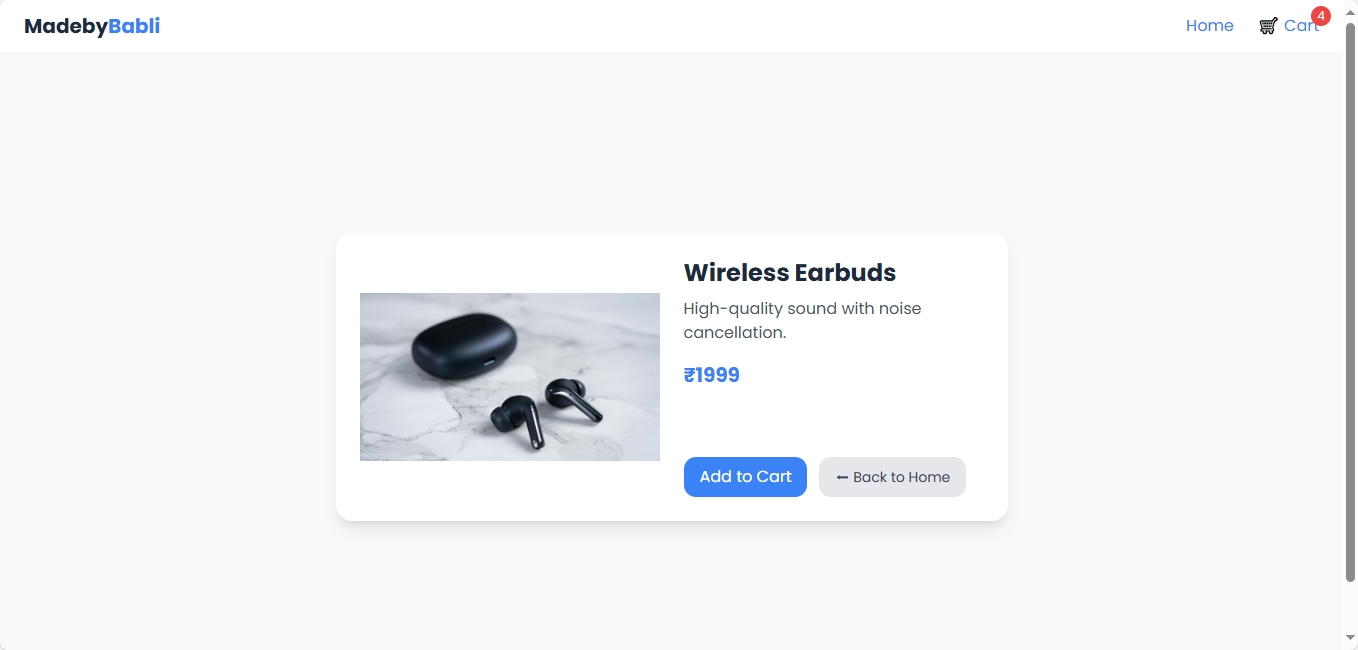 MadebyBabli
Home
🛒 Cart
4
Wireless Earbuds
High-quality sound with noise
cancellation.
₹1999
Add to Cart
← Back to Home